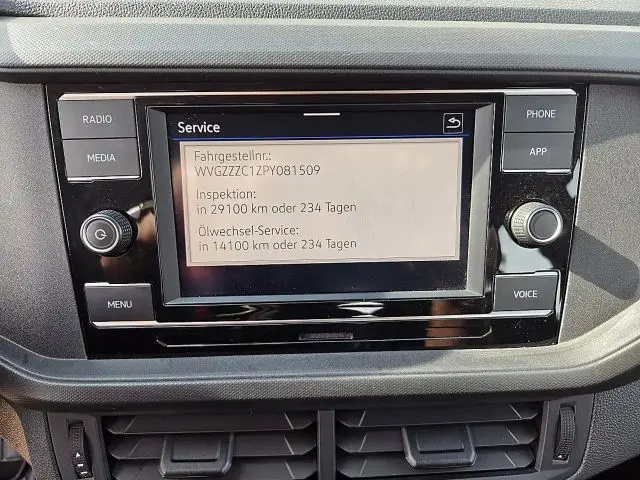 RADIO
MEDIA
MENU
Service
Fahrgestellnr.:
WVGZZZC1ZPY081509
Inspektion:
in 29100 km oder 234 Tagen
Ölwechsel-Service:
in 14100 km oder 234 Tagen
PHONE
APP
VOICE